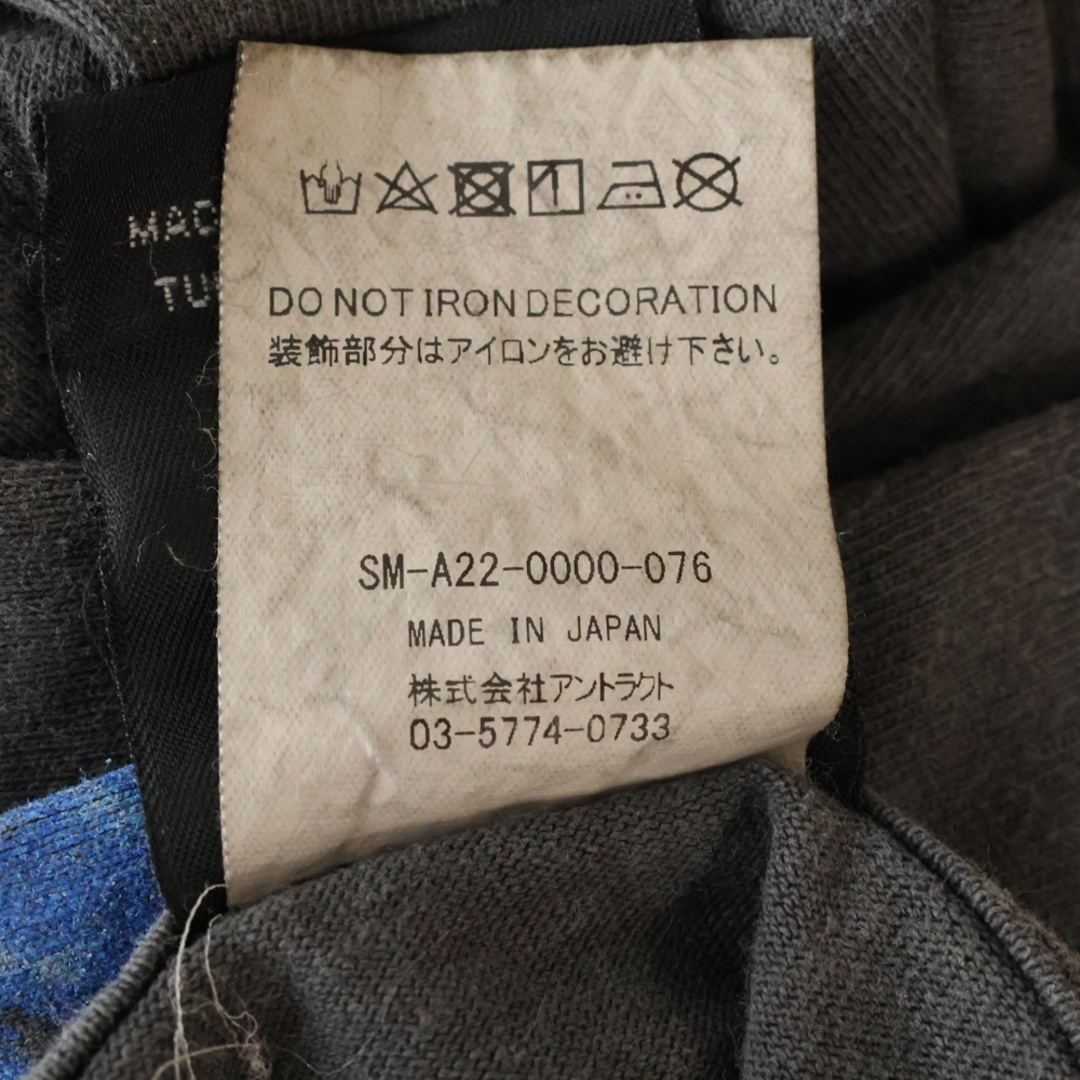 DO NOT IRON DECORATION
装飾部分はアイロンをお避け下さい。
SM-A22-0000-076
MADE IN JAPAN
株式会社アントラクト
03-5774-0733